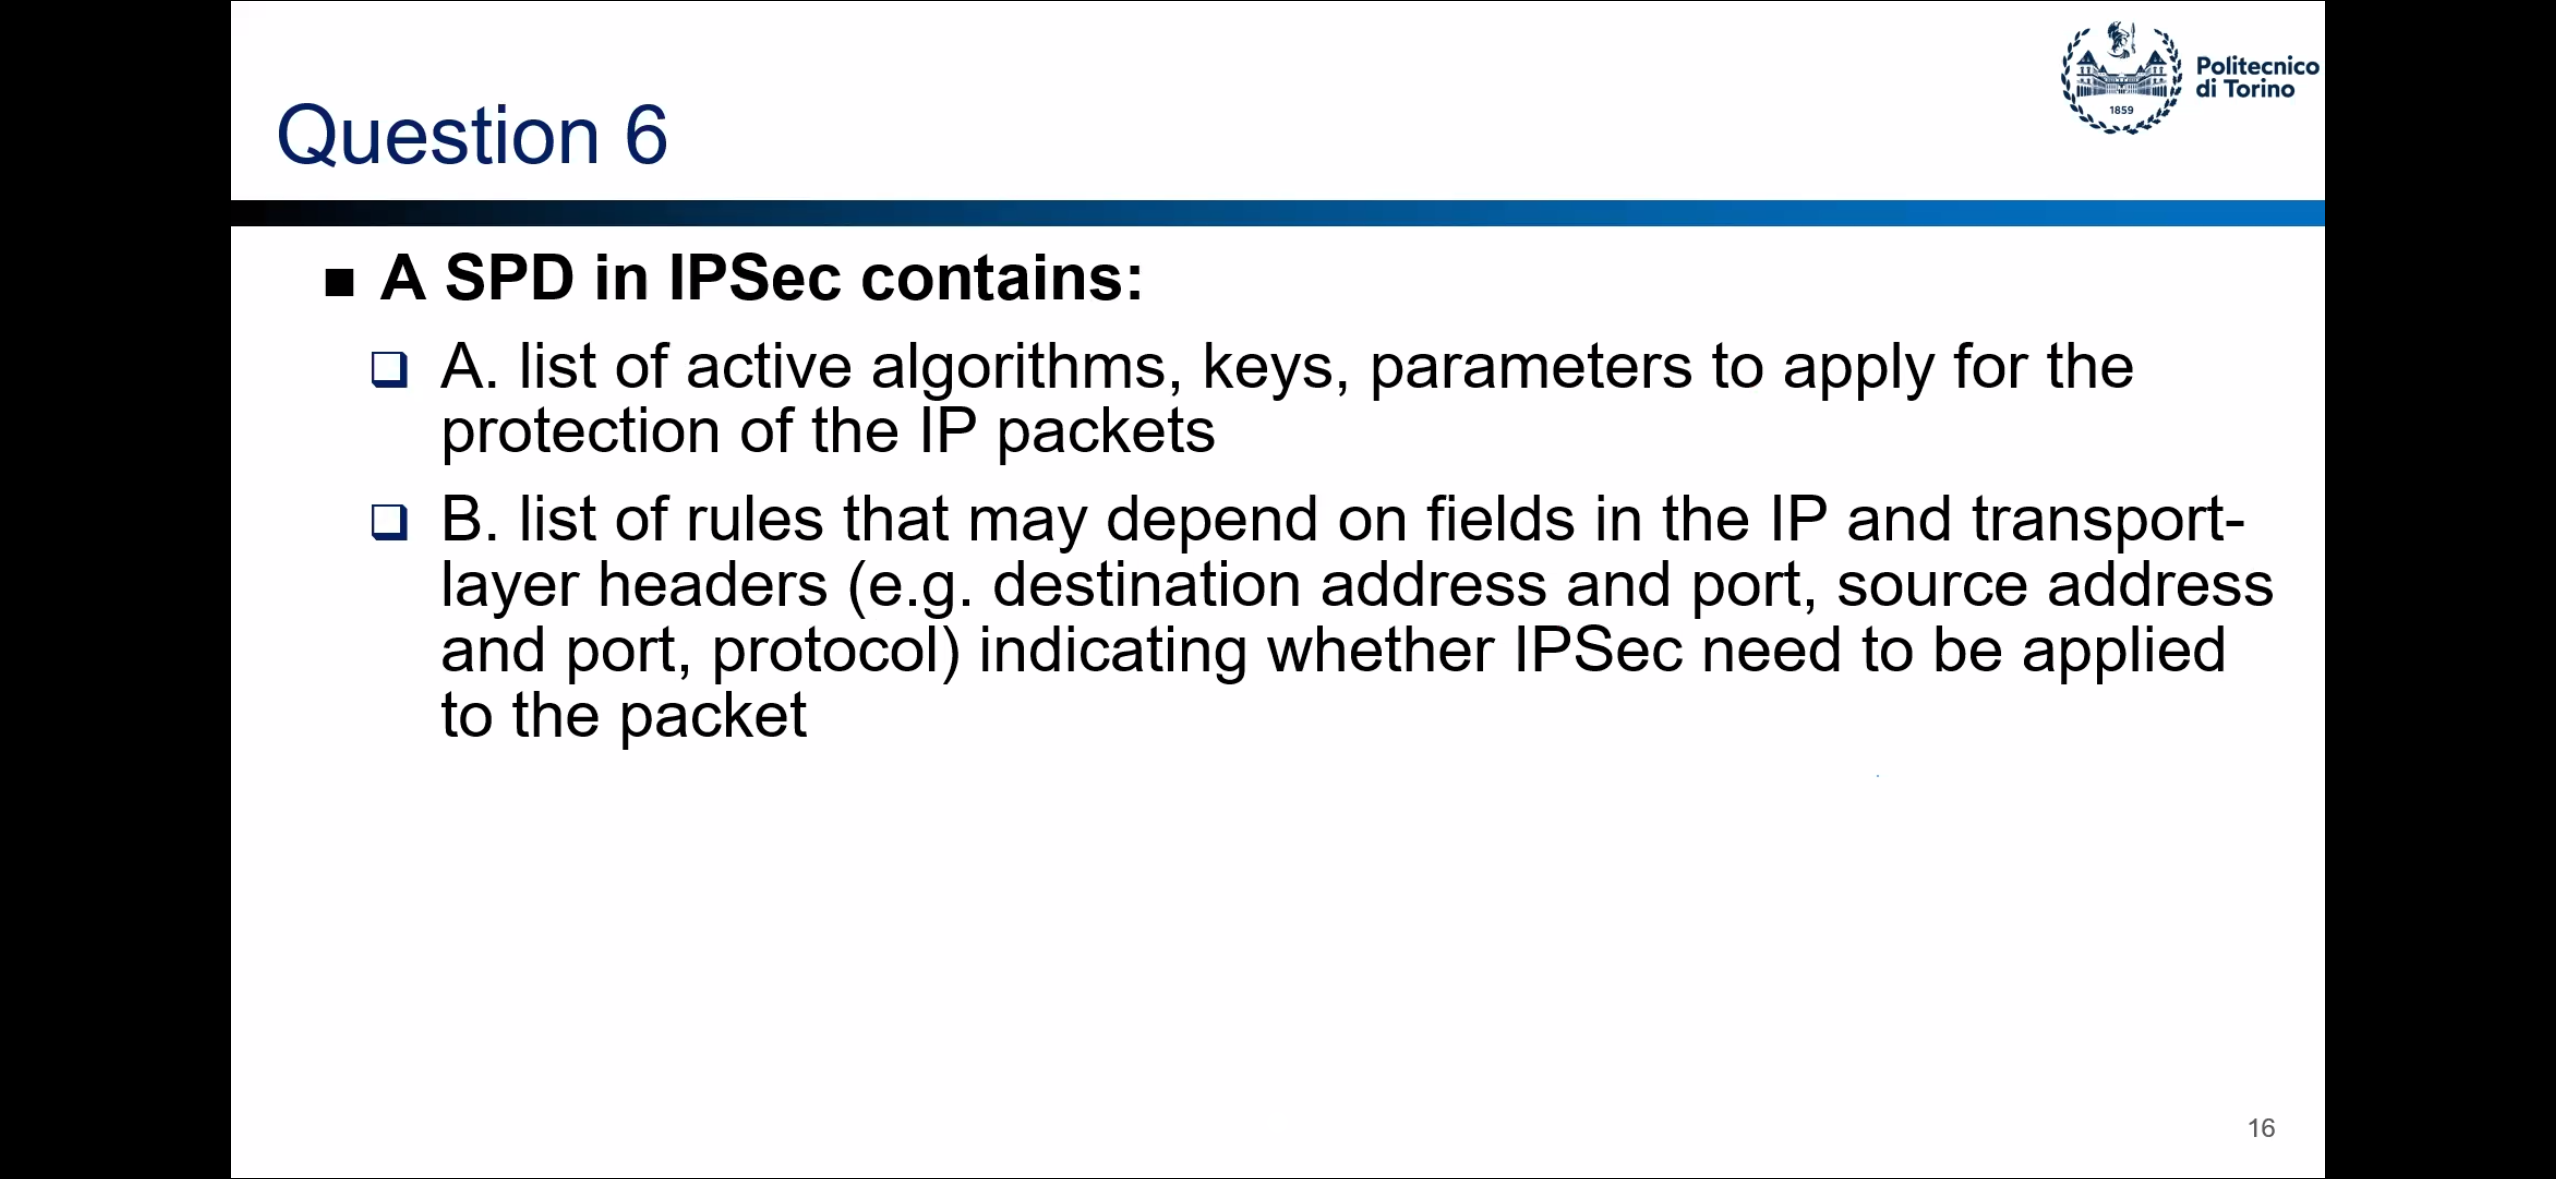 Politecnico
di Torino
1859
Question 6
■ A SPD in IPSec contains:
❑ A. list of active algorithms, keys, parameters to apply for the
protection of the IP packets
❑ B. list of rules that may depend on fields in the IP and transport-
layer headers (e.g. destination address and port, source address
and port, protocol) indicating whether IPSec need to be applied
to the packet
16